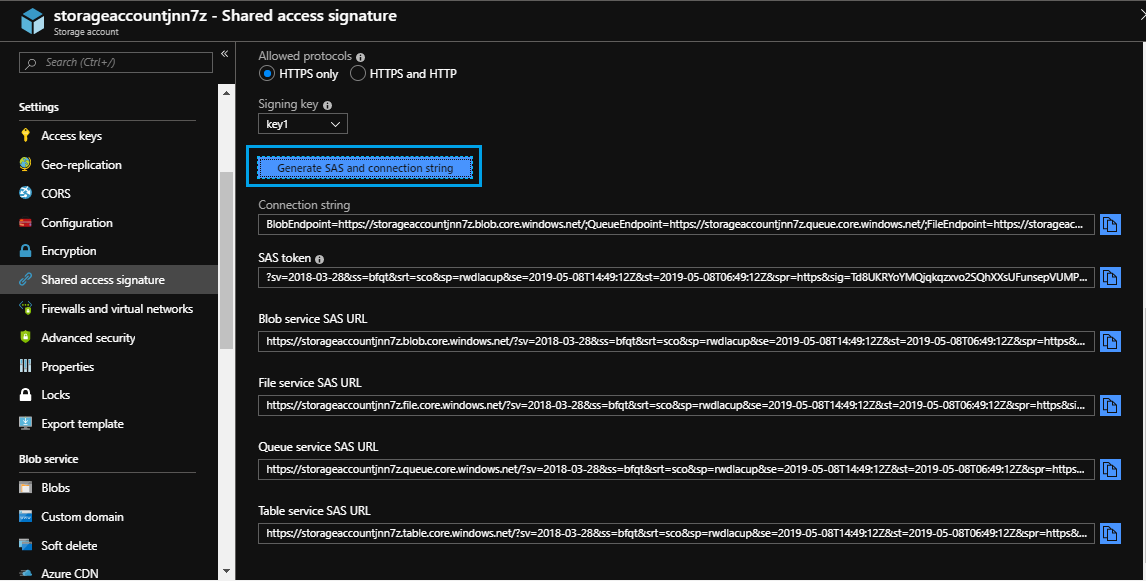 storageaccountjnn7z - Shared access signature
Storage account
Search (Ctrl+/)
«
Settings
Access keys
Geo-replication
CORS
Configuration
Encryption
Shared access signature
Firewalls and virtual networks
Advanced security
Properties
Locks
Export template
Blob service
Blobs
Custom domain
Soft delete
Azure CDN
Allowed protocols
HTTPS only HTTPS and HTTP
Signing key
key1
Generate SAS and connection string
Connection string
BlobEndpoint=https://storageaccountjnn7z.blob.core.windows.net/;QueueEndpoint=https://storageaccountjnn7z.queue.core.windows.net/;FileEndpoint=https://storageac...
SAS token
?sv=2018-03-28&ss=bfqt&srt=sco&sp=rwdlacup&se=2019-05-08T14:49:12Z&st=2019-05-08T06:49:12Z&spr=https&sig=Td8UKRYoYMQjqkqzxvo2SQhXXsUFunsepVUMP...
Blob service SAS URL
https://storageaccountjnn7z.blob.core.windows.net/?sv=2018-03-28&ss=bfqt&srt=sco&sp=rwdlacup&se=2019-05-08T14:49:12Z&st=2019-05-08T06:49:12Z&spr=https&...
File service SAS URL
https://storageaccountjnn7z.file.core.windows.net/?sv=2018-03-28&ss=bfqt&srt=sco&sp=rwdlacup&se=2019-05-08T14:49:12Z&st=2019-05-08T06:49:12Z&spr=https&si...
Queue service SAS URL
https://storageaccountjnn7z.queue.core.windows.net/?sv=2018-03-28&ss=bfqt&srt=sco&sp=rwdlacup&se=2019-05-08T14:49:12Z&st=2019-05-08T06:49:12Z&spr=https...
Table service SAS URL
https://storageaccountjnn7z.table.core.windows.net/?sv=2018-03-28&ss=bfqt&srt=sco&sp=rwdlacup&se=2019-05-08T14:49:12Z&st=2019-05-08T06:49:12Z&spr=https&...